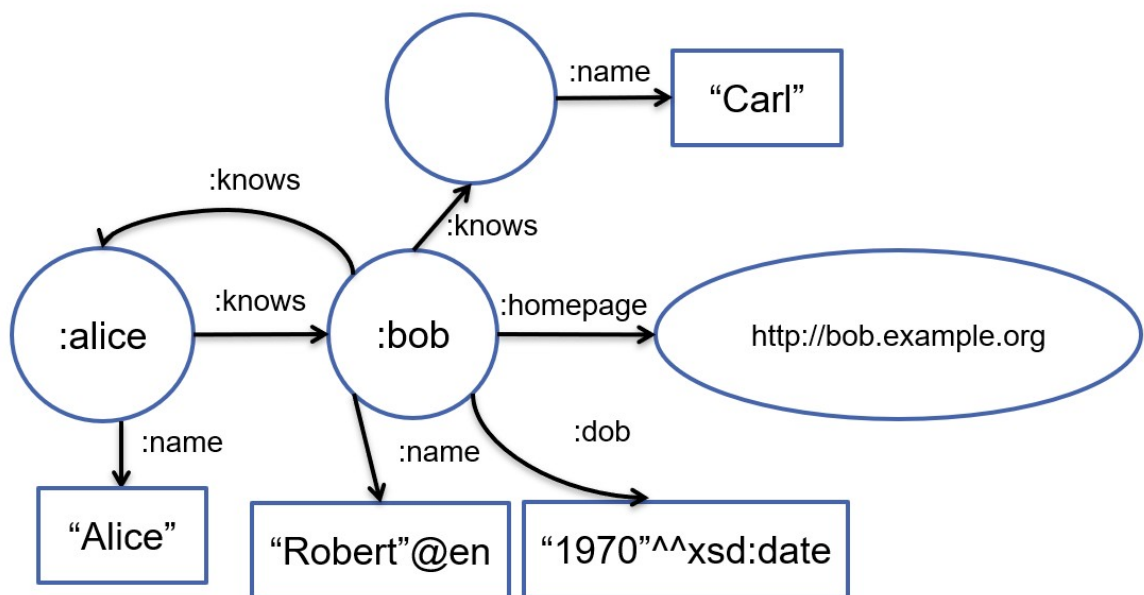 :name
“Carl”
:knows
:knows
:knows
:homepage
:alice
:bob
http://bob.example.org
:name
:name
:dob
“Alice”
“Robert”@en
“1970”^^xsd:date